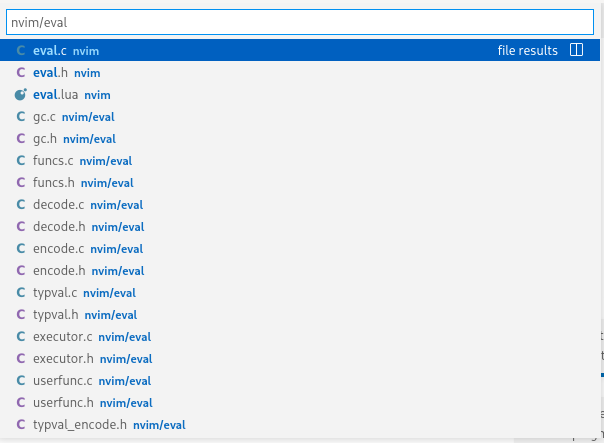 nvim/eval
C eval.c nvim file results
C eval.h nvim
eval.lua nvim
C gc.c nvim/eval
C gc.h nvim/eval
C funcs.c nvim/eval
C funcs.h nvim/eval
C decode.c nvim/eval
C decode.h nvim/eval
C encode.c nvim/eval
C encode.h nvim/eval
C typval.c nvim/eval
C typval.h nvim/eval
C executor.c nvim/eval
C executor.h nvim/eval
C userfunc.c nvim/eval
C userfunc.h nvim/eval
C typval_encode.h nvim/eval